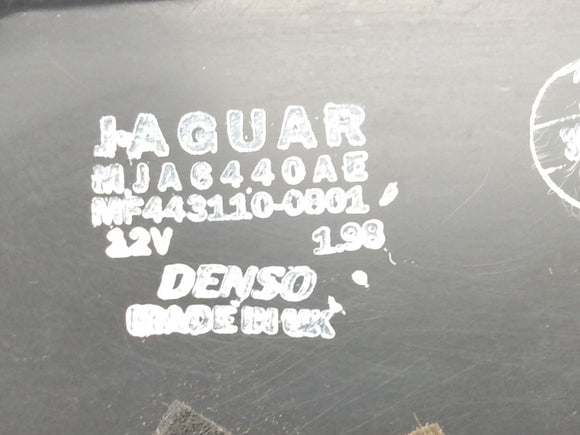 JAGUAR
MJA6440AE
MF443110-0801
12V 1.98
DENSO
MADE IN UK